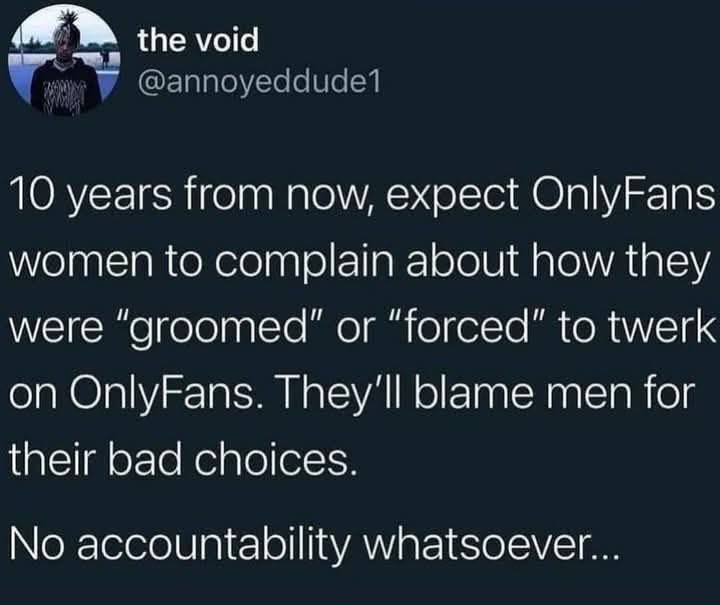 the void
@annoyeddude1
10 years from now, expect OnlyFans
women to complain about how they
were “groomed” or “forced” to twerk
on OnlyFans. They’ll blame men for
their bad choices.
No accountability whatsoever...